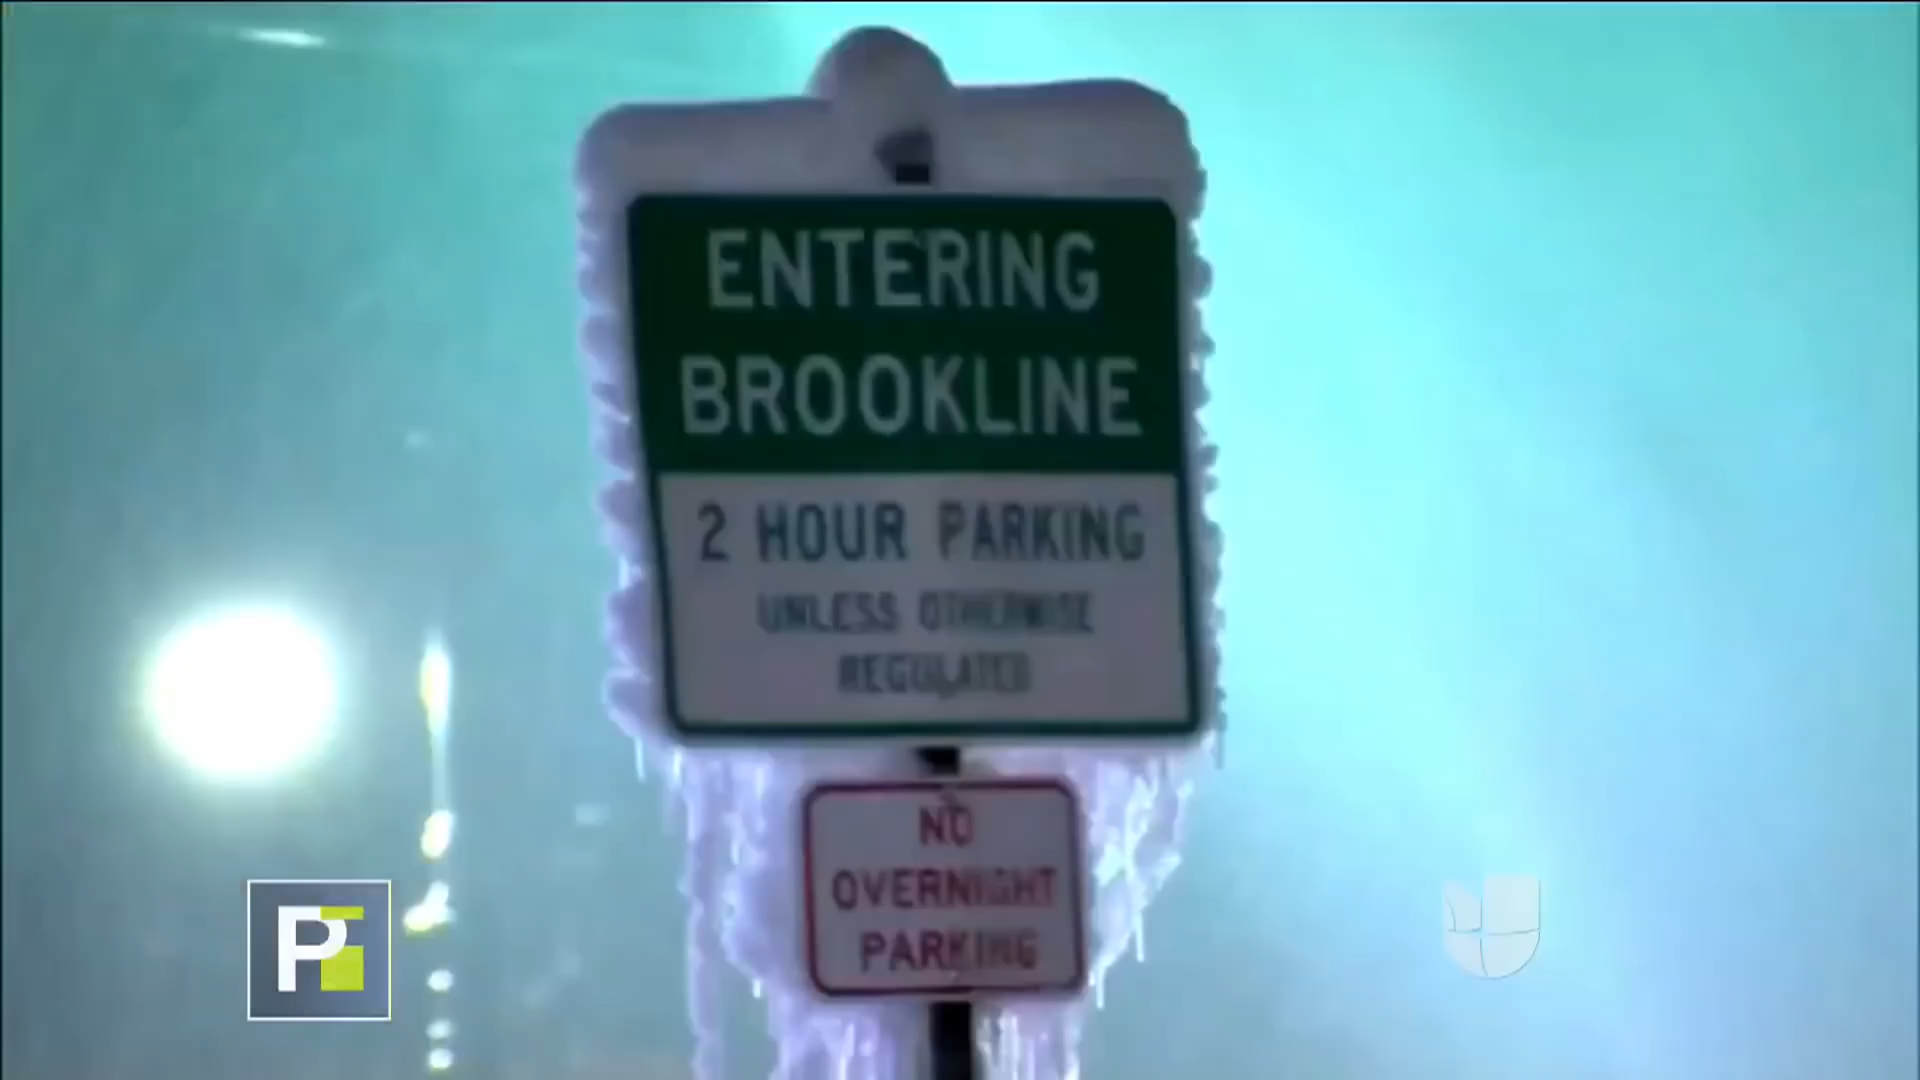 ENTERING
BROOKLINE
2 HOUR PARKING
UNLESS OTHERWISE
REGULATED
NO
OVERNIGHT
PARKING
P